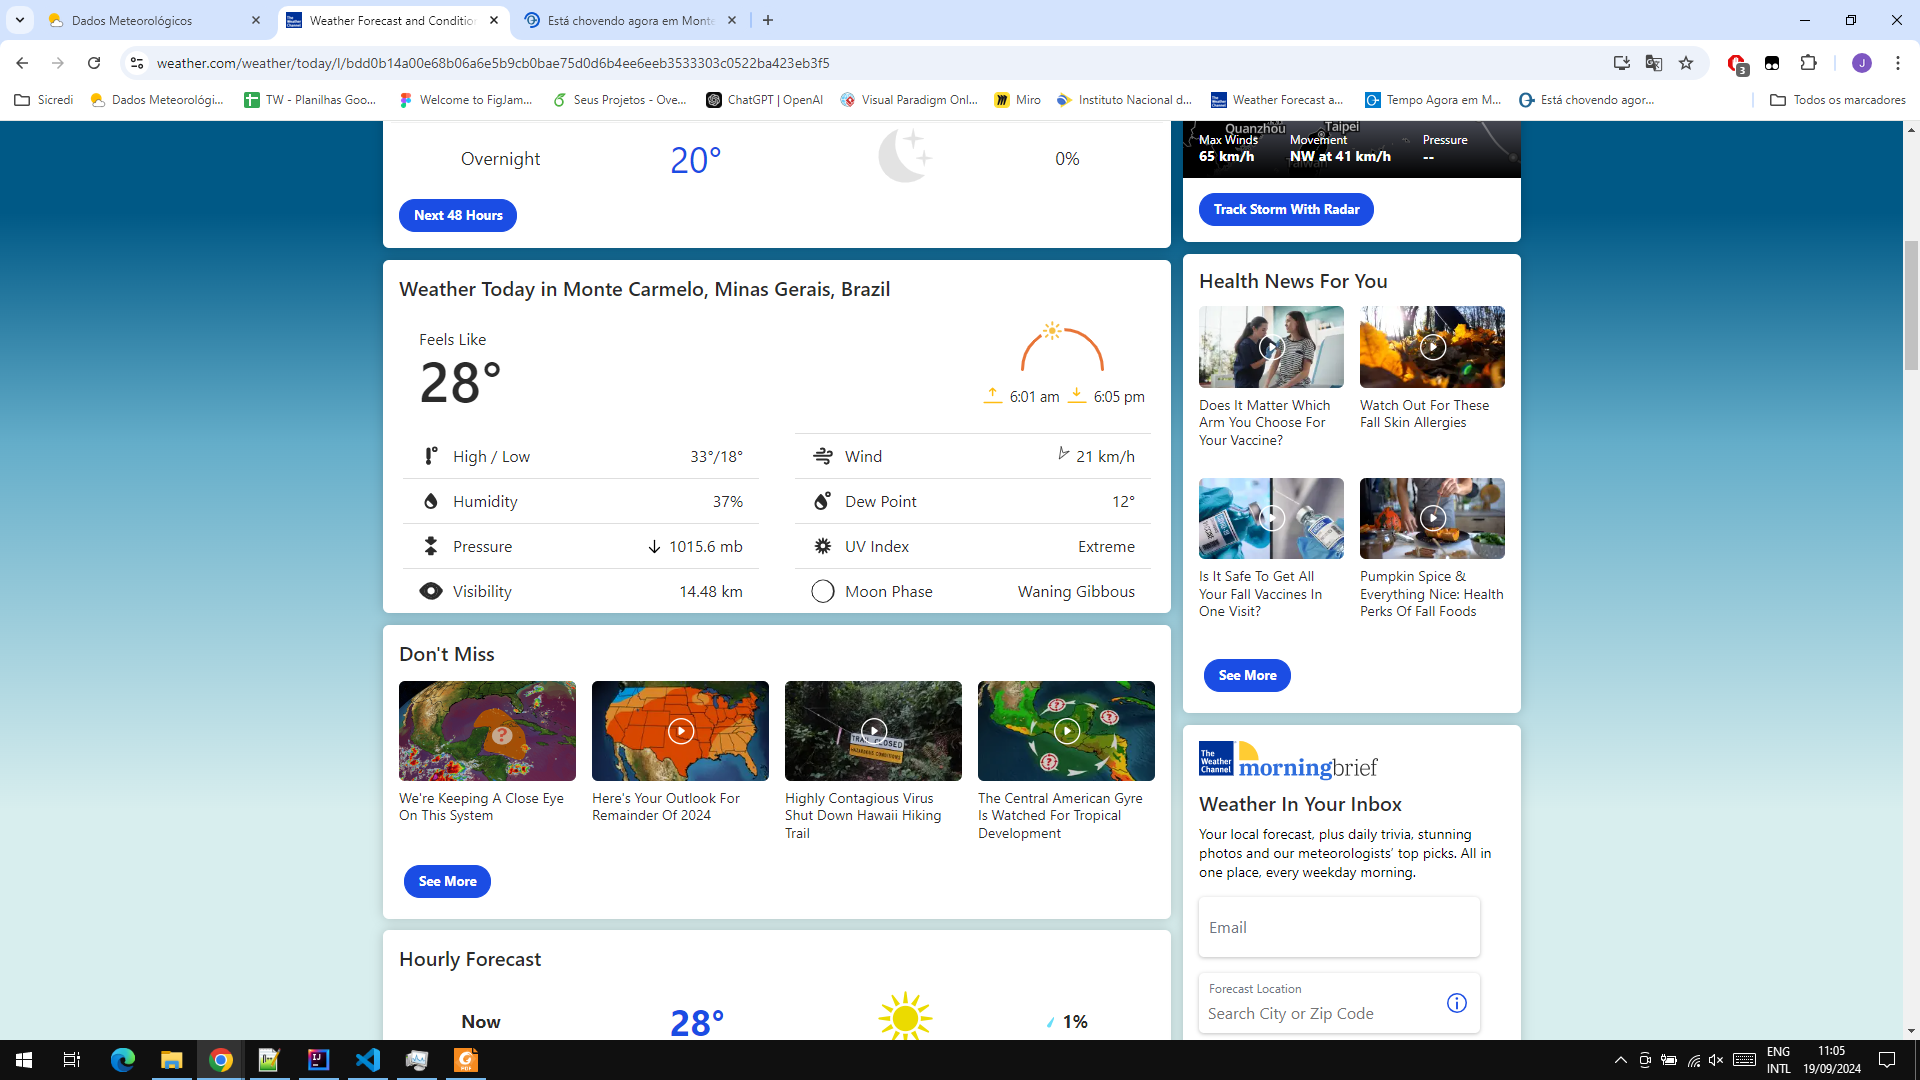 Dados Meteorológicos
Weather Forecast and Conditio
Está chovendo agora em Monte
weather.com/weather/today/l/bdd0b14a00e68b06a6e5b9cb0bae75d0d6b4ee6eeb3533303c0522ba423eb3f5
3
J
Sicredi
Dados Meteorológi...
TW - Planilhas Goo...
Welcome to FigJam...
Seus Projetos - Ove...
ChatGPT | OpenAI
Visual Paradigm Onl...
Miro
Instituto Nacional d...
Weather Forecast a...
Tempo Agora em M...
Está chovendo agor...
Todos os marcadores
Overnight
20°
0%
Next 48 Hours
Quanzhou
Taipei
Taiwan
Max Winds
65 km/h
Movement
NW at 41 km/h
Pressure
--
Track Storm With Radar
Weather Today in Monte Carmelo, Minas Gerais, Brazil
Feels Like
28°
6:01 am
6:05 pm
High / Low
33°/18°
Humidity
37%
Pressure
1015.6 mb
Visibility
14.48 km
Wind
21 km/h
Dew Point
12°
UV Index
Extreme
Moon Phase
Waning Gibbous
Don't Miss
TRAIL CLOSED
We're Keeping A Close Eye
On This System
Here's Your Outlook For
Remainder Of 2024
Highly Contagious Virus
Shut Down Hawaii Hiking
Trail
The Central American Gyre
Is Watched For Tropical
Development
See More
Hourly Forecast
Now
28°
1%
Health News For You
Does It Matter Which
Arm You Choose For
Your Vaccine?
Watch Out For These
Fall Skin Allergies
Is It Safe To Get All
Your Fall Vaccines In
One Visit?
Pumpkin Spice &
Everything Nice: Health
Perks Of Fall Foods
See More
The
Weather
Channel
morningbrief
Weather In Your Inbox
Your local forecast, plus daily trivia, stunning
photos and our meteorologists’ top picks. All in
one place, every weekday morning.
Email
Forecast Location
Search City or Zip Code
ENG
INTL
11:05
19/09/2024